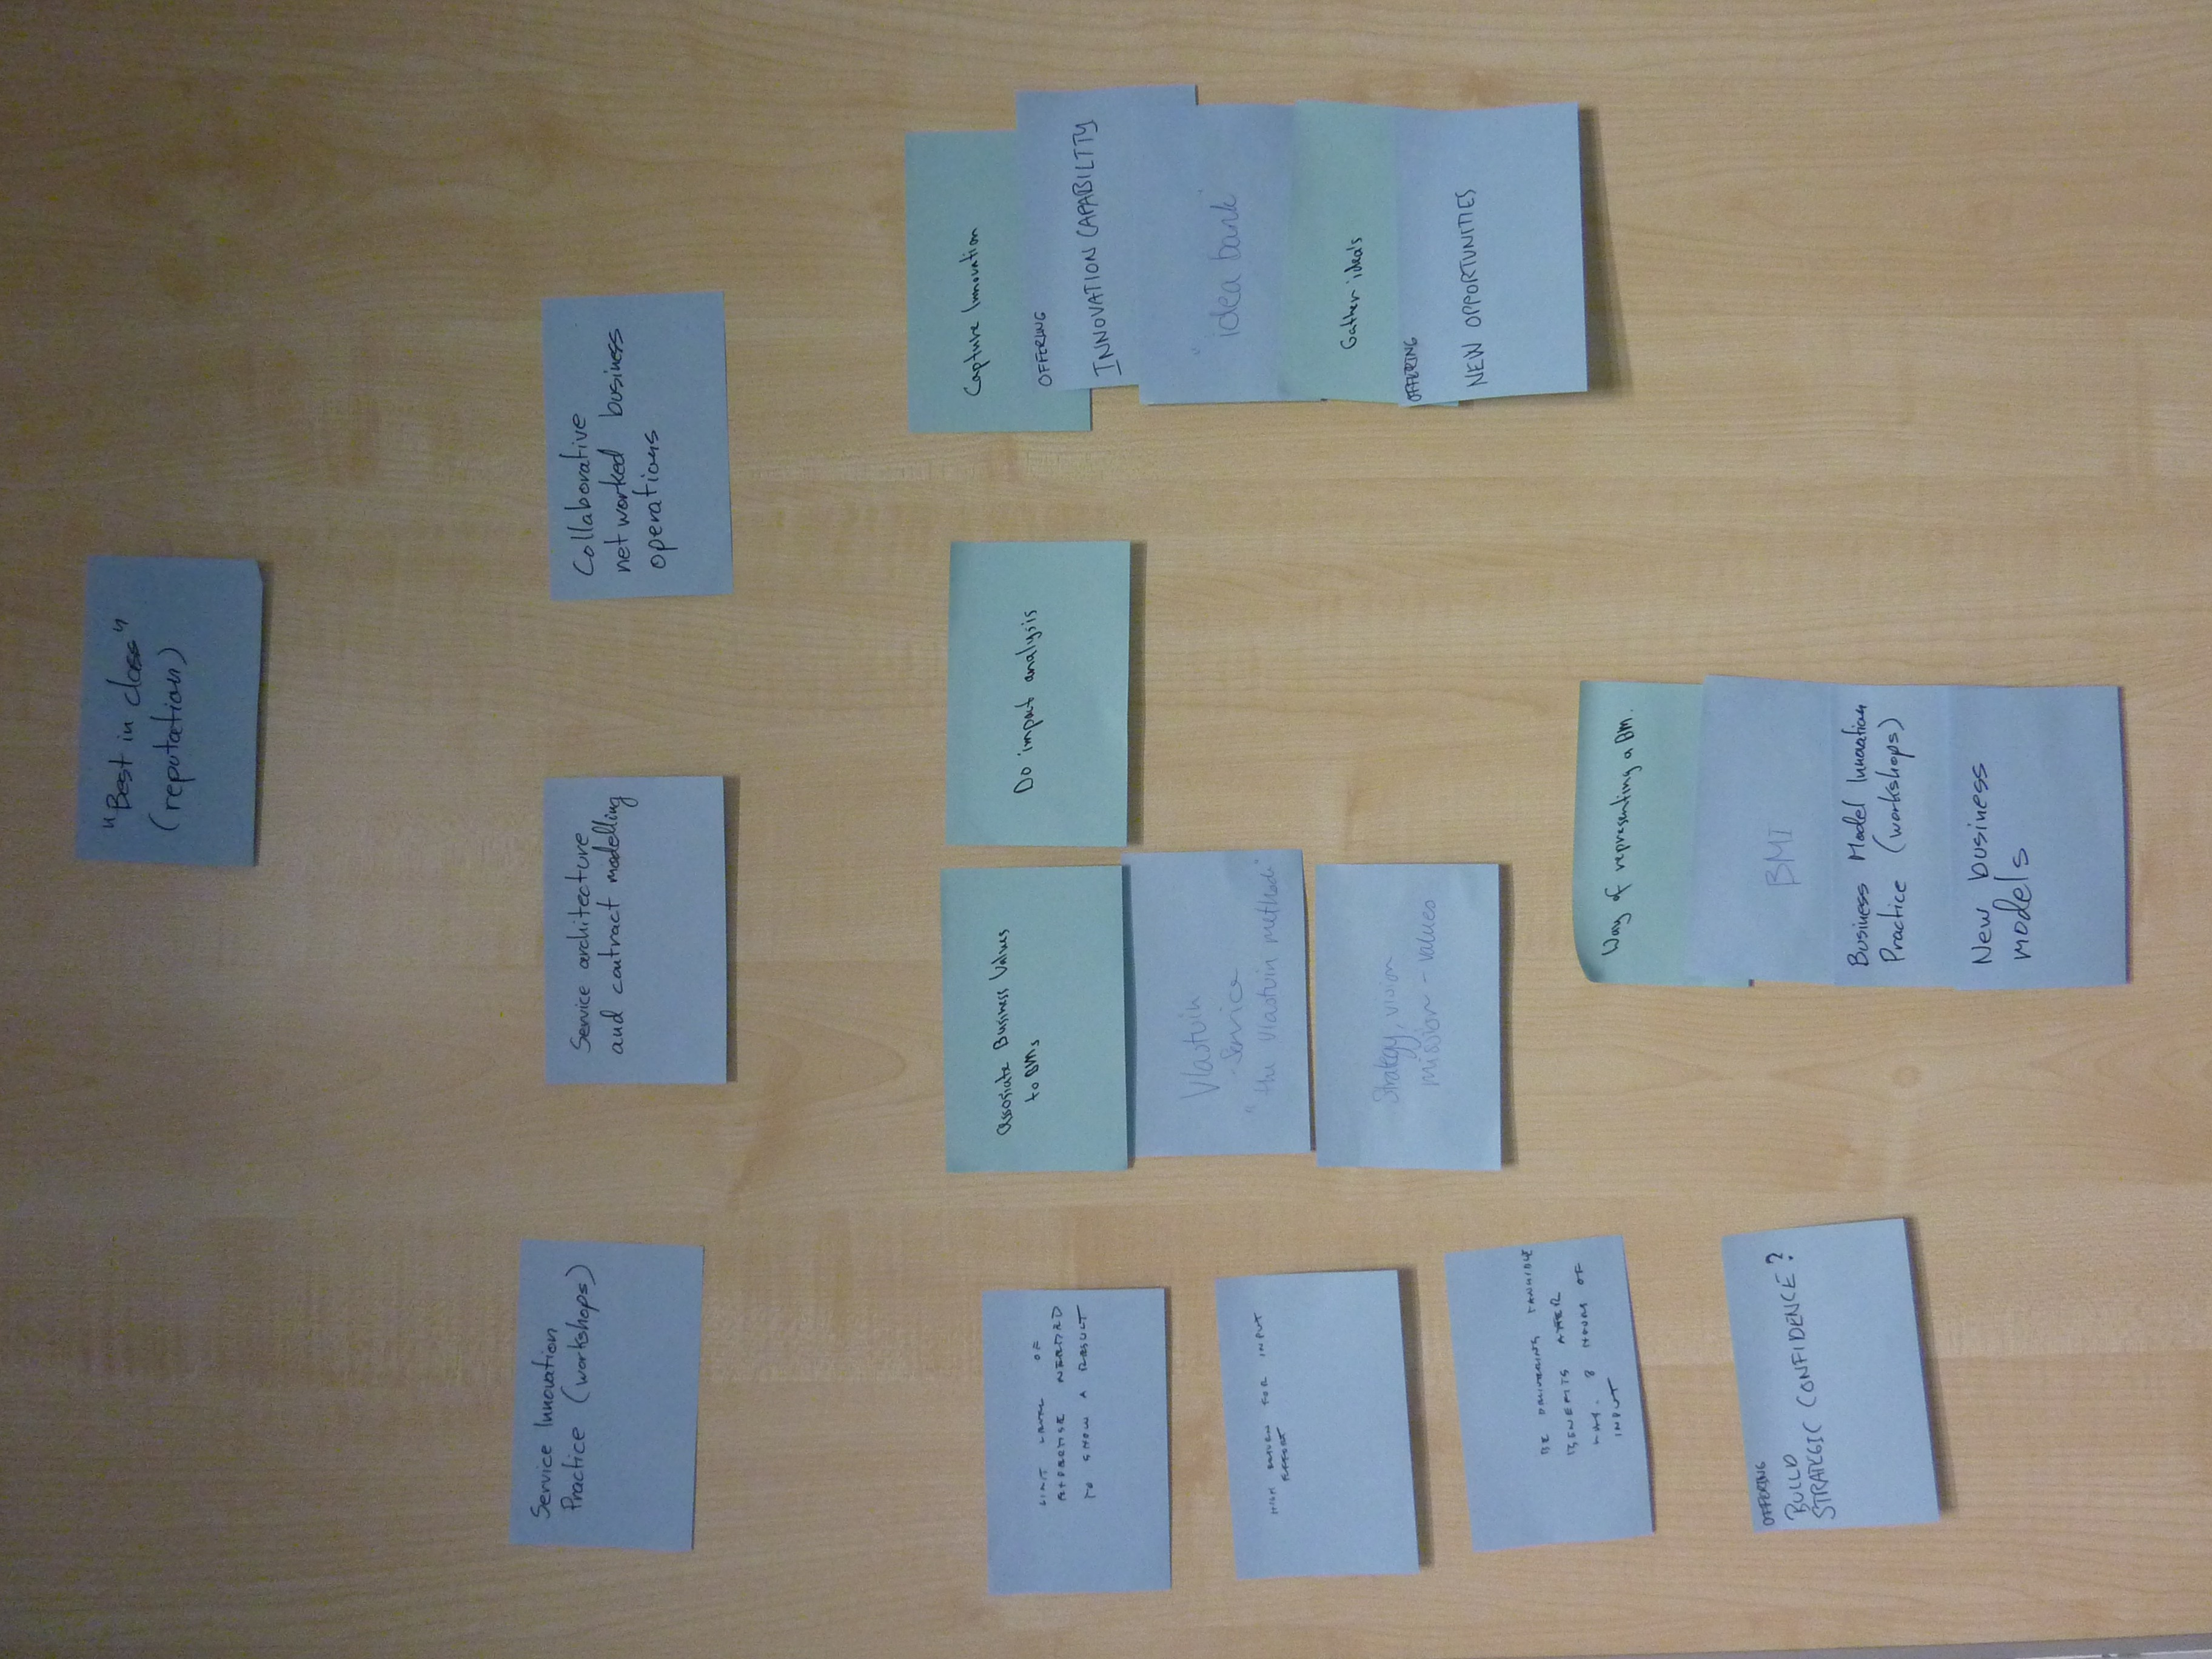 "Best in class"
(reputation)
Service Innovation
Practice (workshops)
Service architecture
and contract modelling
Collaborative
networked business
operations
LIMIT LEVEL OF
EXPERTISE NEEDED
TO SHOW A RESULT
HIGH RETURN FOR INPUT
EFFORT
BE DELIVERING TANGIBLE
BENEFITS AFTER
MAX. 8 HOURS OF
INPUT
OFFERING
BUILD
STRATEGIC CONFIDENCE?
Assosiate Business Values
to BMs
Do impact analysis
Vlastuin
Service
"the Vlastuin method"
Strategy, vision
mission - values
Way of representing a BM.
BMI
Business Model Innovation
Practice (workshops)
New business
models
Capture Innovation
OFFERING
INNOVATION CAPABILITY
"idea bank"
Gather idea's
OFFERING
NEW OPPORTUNITIES